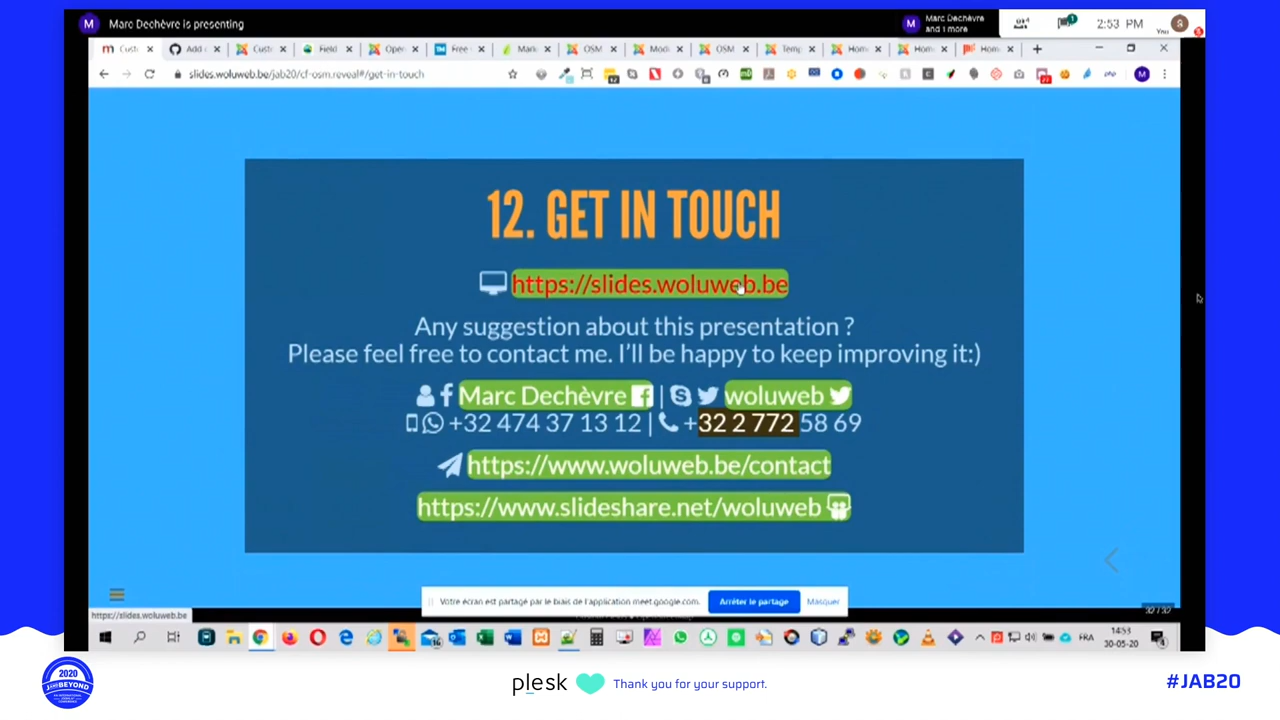 Marc Dechèvre is presenting
Marc Dechèvre
and 1 more
2:53 PM
You
slides.woluweb.be/jab20/cf-osm.reveal#/get-in-touch
12. GET IN TOUCH
https://slides.woluweb.be
Any suggestion about this presentation ?
Please feel free to contact me. I'll be happy to keep improving it:)
Marc Dechèvre | woluweb
+32 474 37 13 12 | +32 2 772 58 69
https://www.woluweb.be/contact
https://www.slideshare.net/woluweb
Votre écran est partagé par le biais de l'application meet.google.com.
Arrêter le partage
Masquer
https://slides.woluweb.be
32 / 32
FRA
14:53
30-05-20
2020
plesk
Thank you for your support.
#JAB20